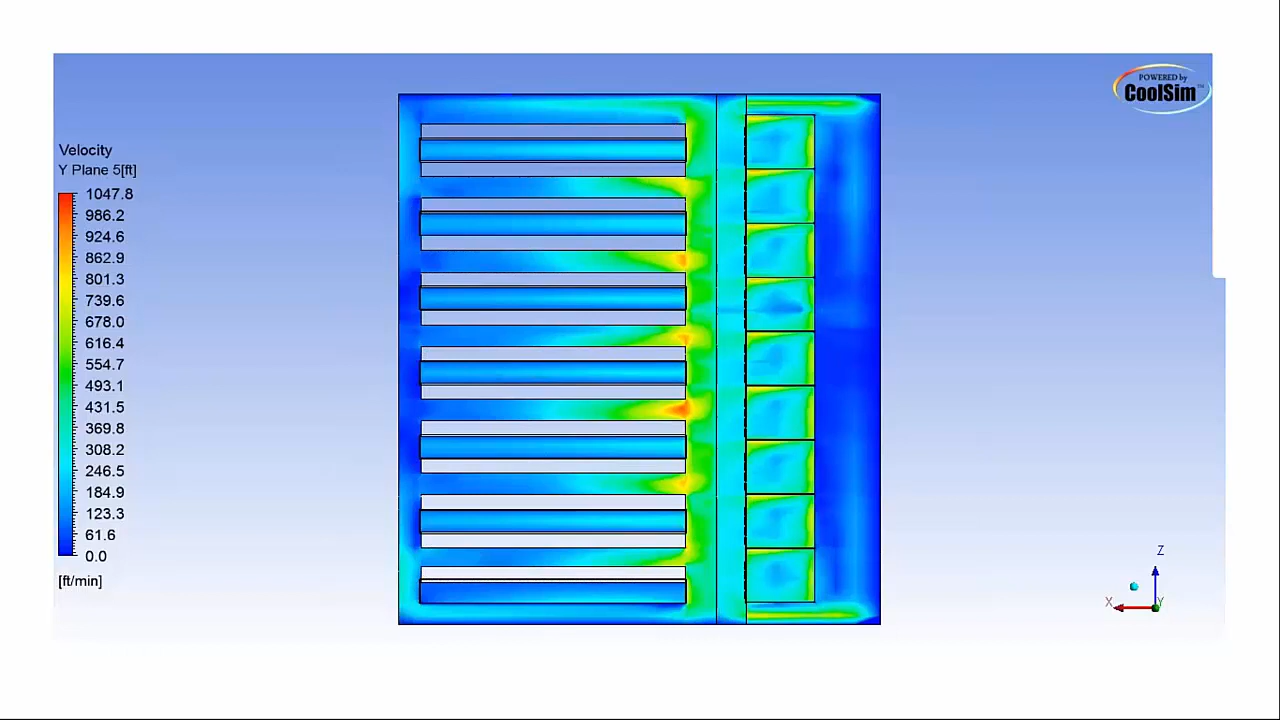 POWERED by
CoolSim™
Velocity
Y Plane 5[ft]
1047.8
986.2
924.6
862.9
801.3
739.6
678.0
616.4
554.7
493.1
431.5
369.8
308.2
246.5
184.9
123.3
61.6
0.0
[ft/min]
Z
X
Y